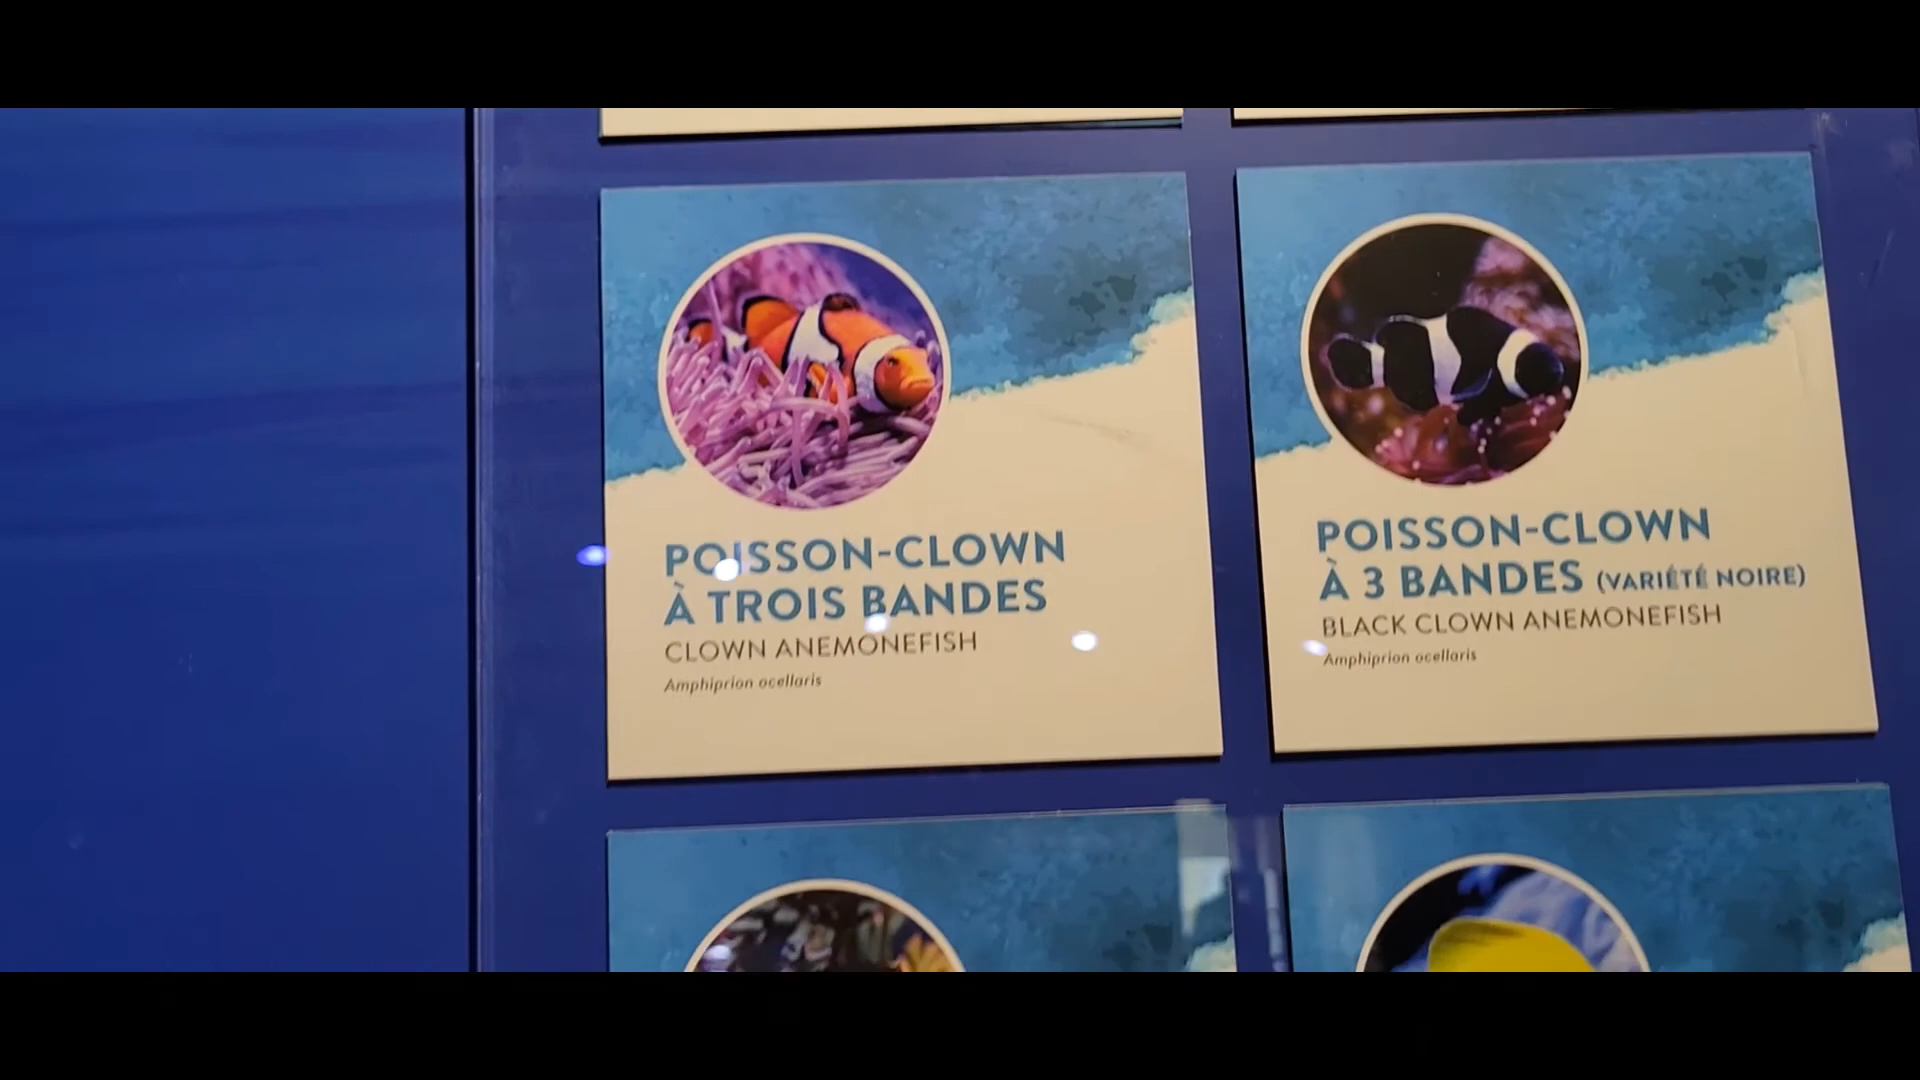 POISSON-CLOWN
À TROIS BANDES
CLOWN ANEMONEFISH
Amphiprion ocellaris
POISSON-CLOWN
À 3 BANDES (VARIÉTÉ NOIRE)
BLACK CLOWN ANEMONEFISH
Amphiprion ocellaris